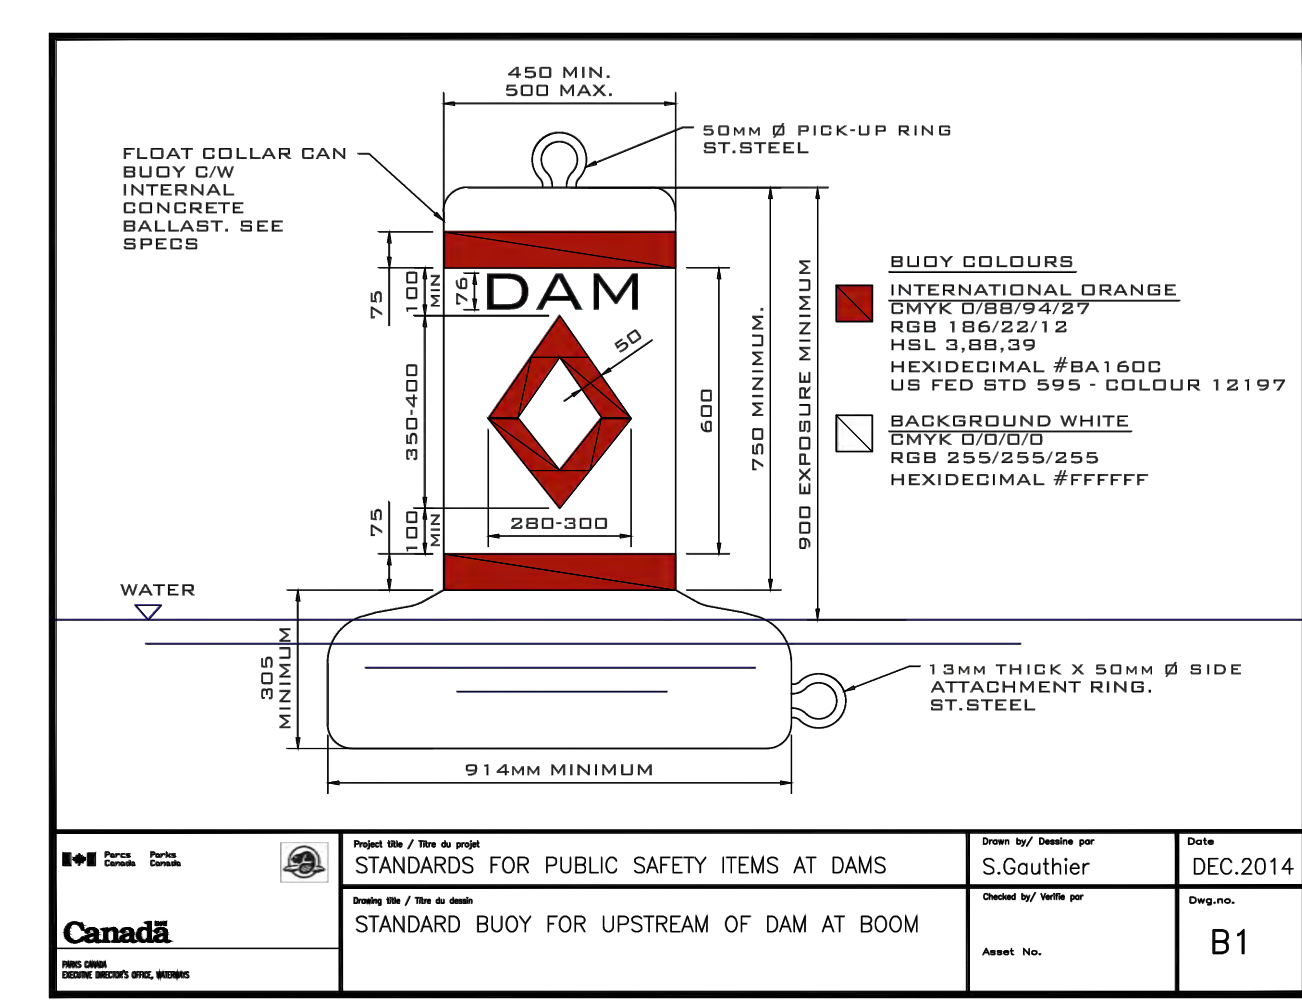 450 MIN.
500 MAX.
50MM Ø PICK-UP RING
ST.STEEL
FLOAT COLLAR CAN
BUOY C/W
INTERNAL
CONCRETE
BALLAST. SEE
SPECS
75
100
MIN
76
DAM
50
350-400
600
750 MINIMUM.
900 EXPOSURE MINIMUM
75
100
MIN
280-300
BUOY COLOURS
INTERNATIONAL ORANGE
CMYK 0/88/94/27
RGB 186/22/12
HSL 3,88,39
HEXIDECIMAL #BA160C
US FED STD 595 - COLOUR 12197
BACKGROUND WHITE
CMYK 0/0/0/0
RGB 255/255/255
HEXIDECIMAL #FFFFFF
WATER
305
MINIMUM
13MM THICK X 50MM Ø SIDE
ATTACHMENT RING.
ST.STEEL
914MM MINIMUM
Parcs Parks
Canada Canada
Canada
PARKS CANADA
EXECUTIVE DIRECTOR'S OFFICE, WATERWAYS
Project title / Titre du projet
STANDARDS FOR PUBLIC SAFETY ITEMS AT DAMS
Drawing title / Titre du dessin
STANDARD BUOY FOR UPSTREAM OF DAM AT BOOM
Drawn by/ Dessine par
S.Gauthier
Date
DEC.2014
Checked by/ Verifie par
Asset No.
Dwg.no.
B1